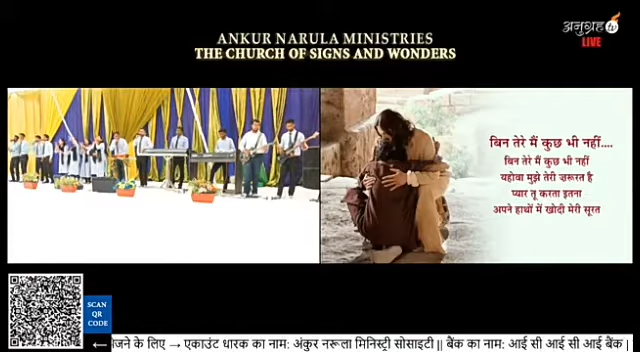 ANKUR NARULA MINISTRIES
THE CHURCH OF SIGNS AND WONDERS
अनुग्रह tv
LIVE
बिन तेरे मैं कुछ भी नहीं....
बिन तेरे मैं कुछ भी नहीं
यहोवा मुझे तेरी ज़रूरत है
प्यार तू करता इतना
अपने हाथों में खोदी मेरी सूरत
SCAN
QR
CODE
← भेजने के लिए → एकाउंट धारक का नाम: अंकुर नरूला मिनिस्ट्री सोसाइटी || बैंक का नाम: आई सी आई सी आई बैंक |